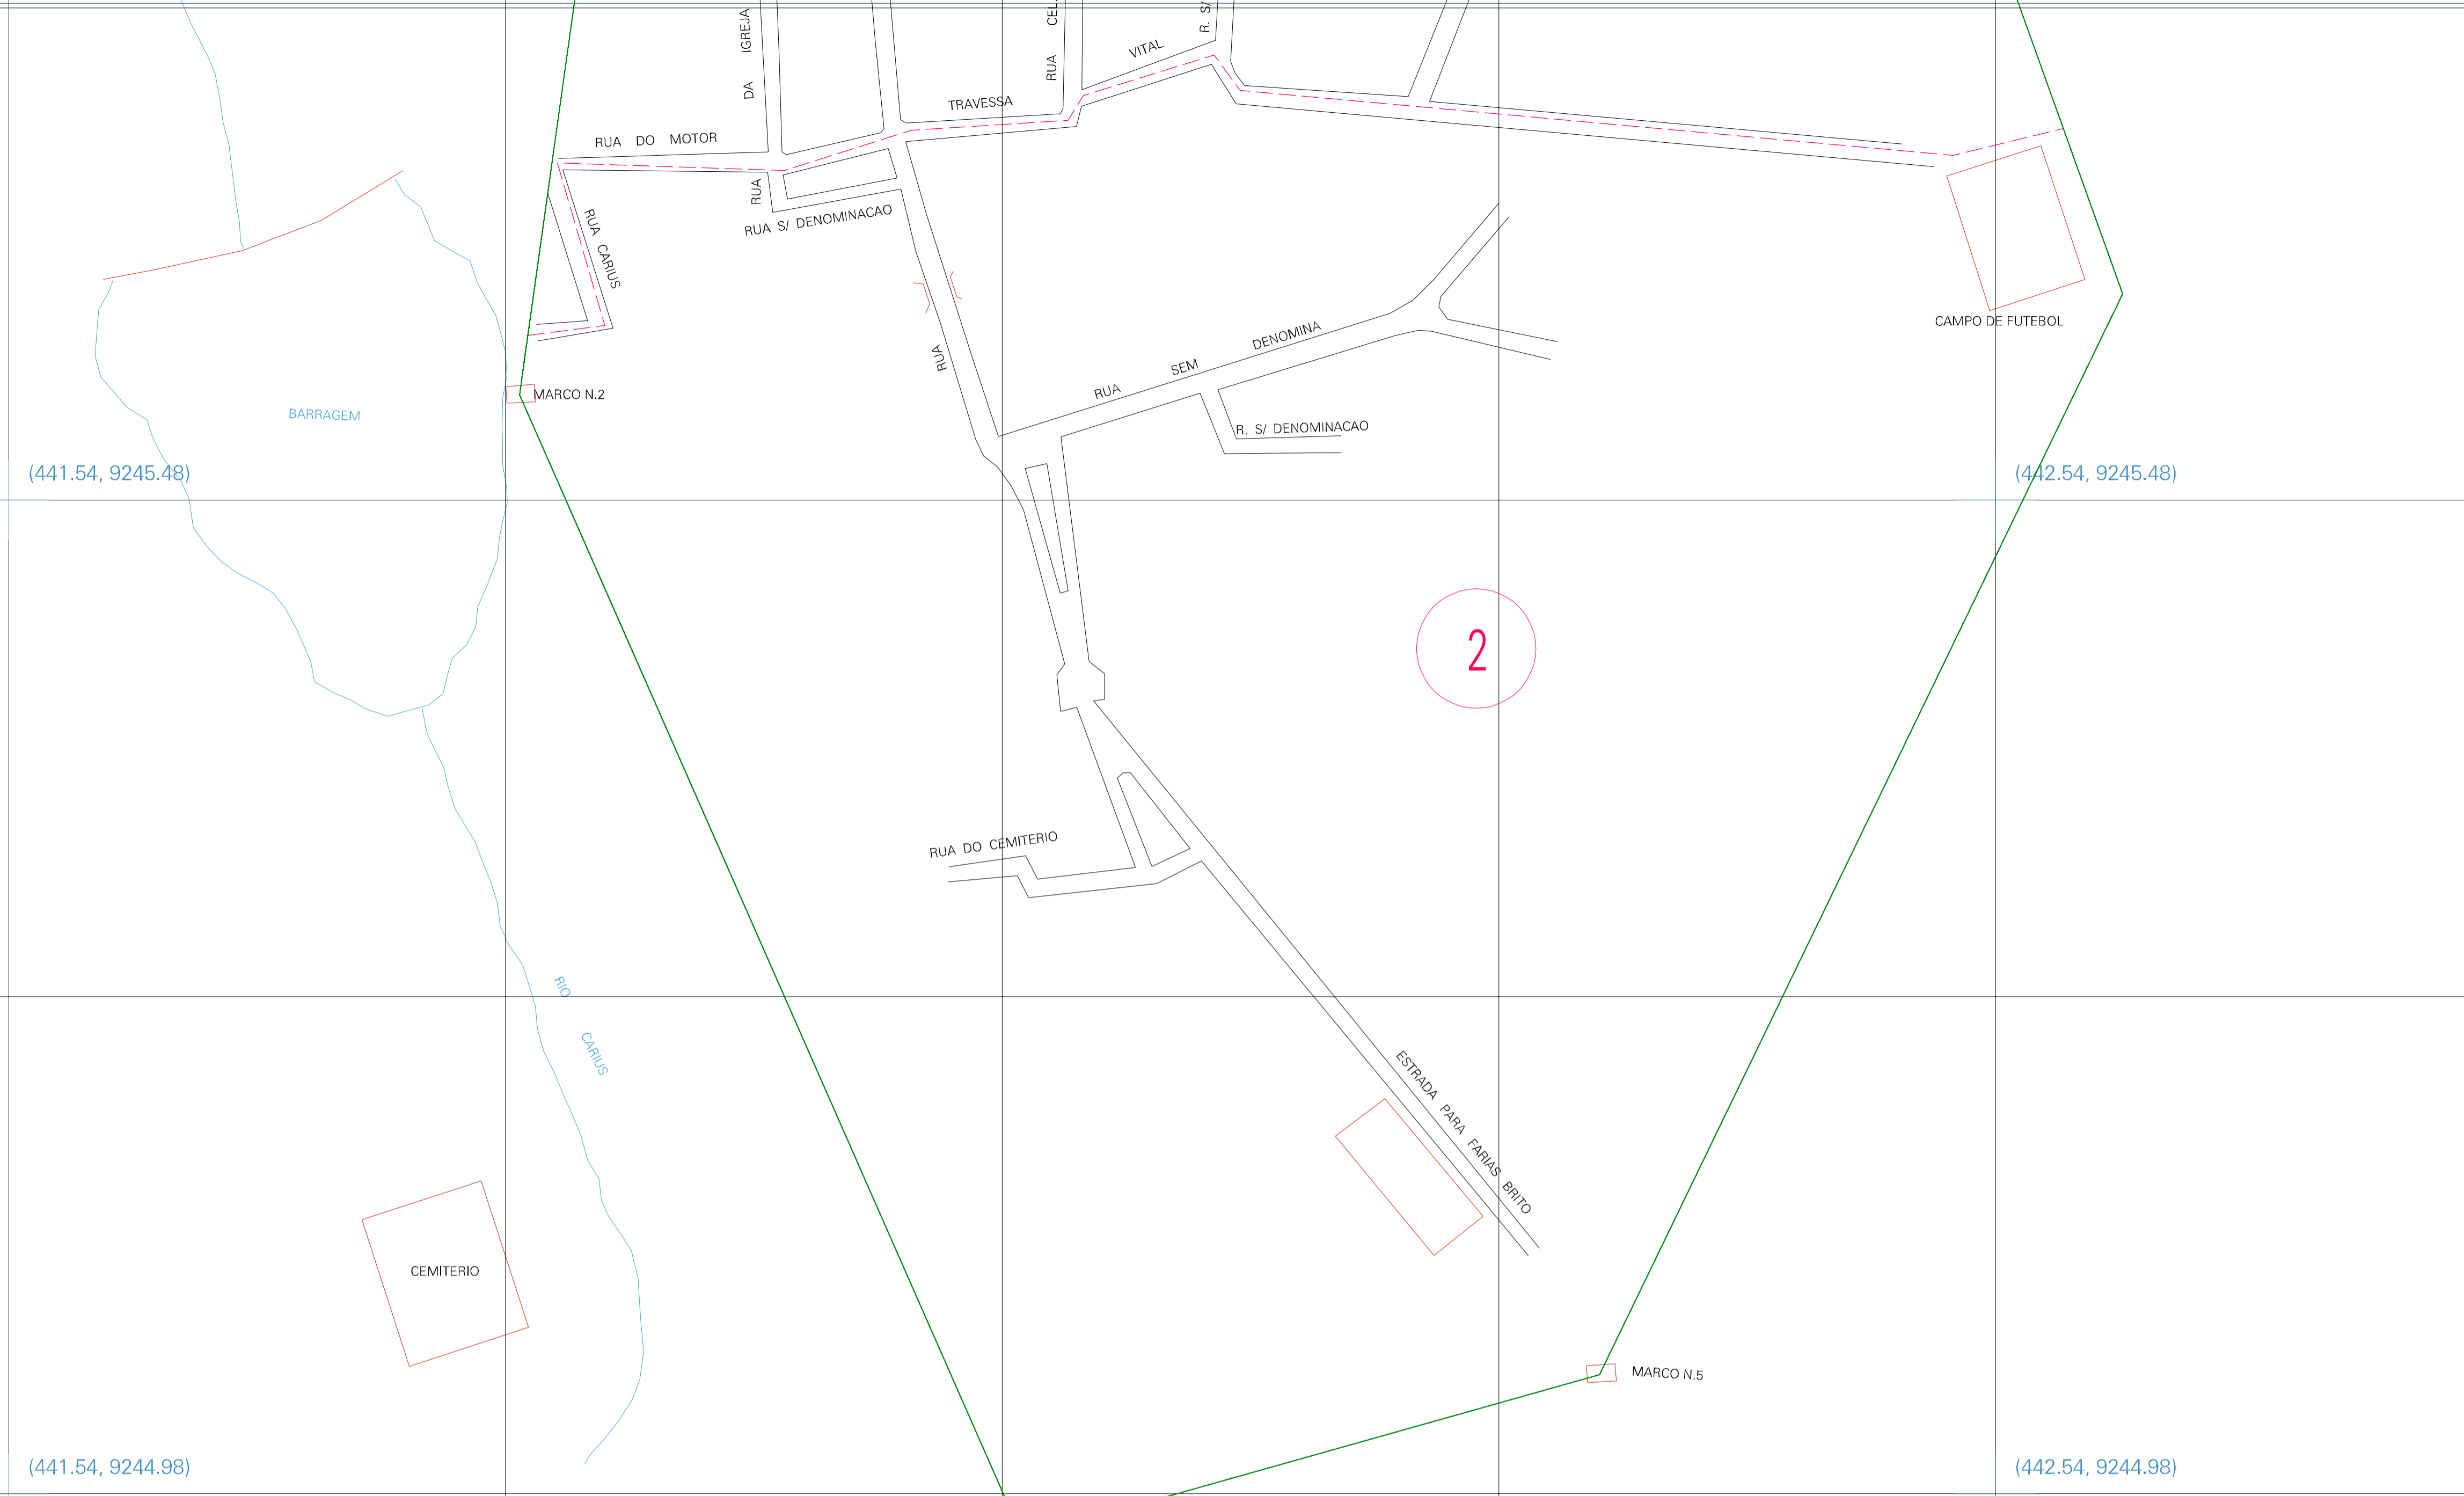 DA IGREJA
RUA
RUA CEL.
VITAL
R. S/
TRAVESSA
RUA DO MOTOR
RUA S/ DENOMINACAO
RUA CARIUS
RUA
RUA SEM DENOMINA
CAMPO DE FUTEBOL
MARCO N.2
BARRAGEM
R. S/ DENOMINACAO
(441.54, 9245.48)
(442.54, 9245.48)
2
RUA DO CEMITERIO
RIO CARIUS
ESTRADA PARA FARIAS BRITO
CEMITERIO
MARCO N.5
(441.54, 9244.98)
(442.54, 9244.98)